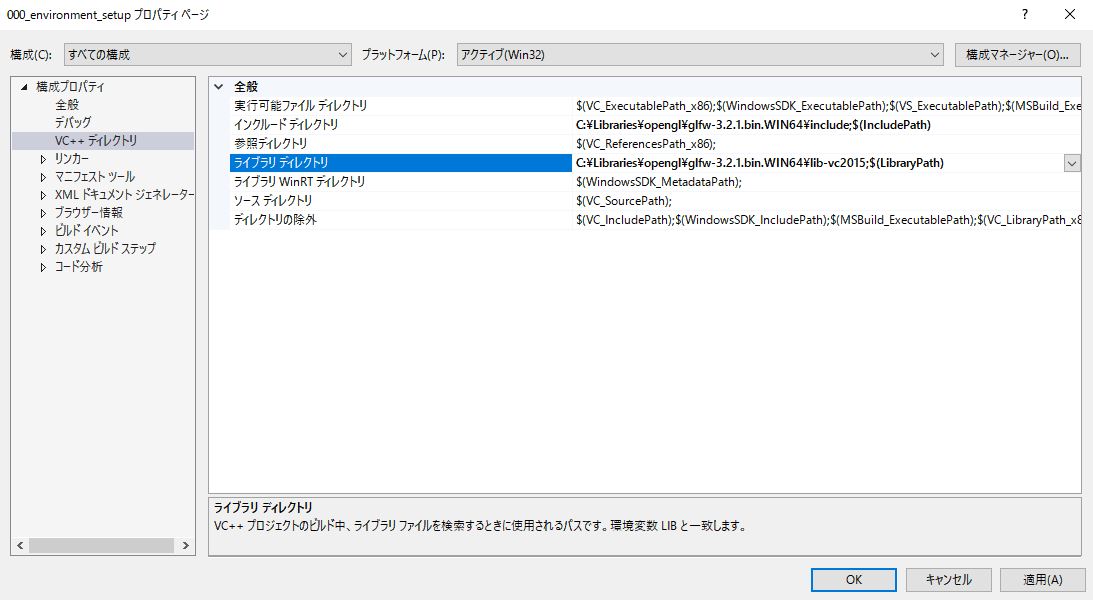 000_environment_setup プロパティ ページ
?
構成(C):
すべての構成
プラットフォーム(P):
アクティブ(Win32)
構成マネージャー(O)...
構成プロパティ
全般
デバッグ
VC++ ディレクトリ
リンカー
マニフェスト ツール
XML ドキュメント ジェネレーター
ブラウザー情報
ビルド イベント
カスタム ビルド ステップ
コード分析
全般
実行可能ファイル ディレクトリ $(VC_ExecutablePath_x86);$(WindowsSDK_ExecutablePath);$(VS_ExecutablePath);$(MSBuild_Exe
インクルード ディレクトリ C:¥Libraries¥opengl¥glfw-3.2.1.bin.WIN64¥include;$(IncludePath)
参照ディレクトリ $(VC_ReferencesPath_x86);
ライブラリ ディレクトリ C:¥Libraries¥opengl¥glfw-3.2.1.bin.WIN64¥lib-vc2015;$(LibraryPath)
ライブラリ WinRT ディレクトリ $(WindowsSDK_MetadataPath);
ソース ディレクトリ $(VC_SourcePath);
ディレクトリの除外 $(VC_IncludePath);$(WindowsSDK_IncludePath);$(MSBuild_ExecutablePath);$(VC_LibraryPath_x8
ライブラリ ディレクトリ
VC++ プロジェクトのビルド中、ライブラリ ファイルを検索するときに使用されるパスです。環境変数 LIB と一致します。
OK
キャンセル
適用(A)